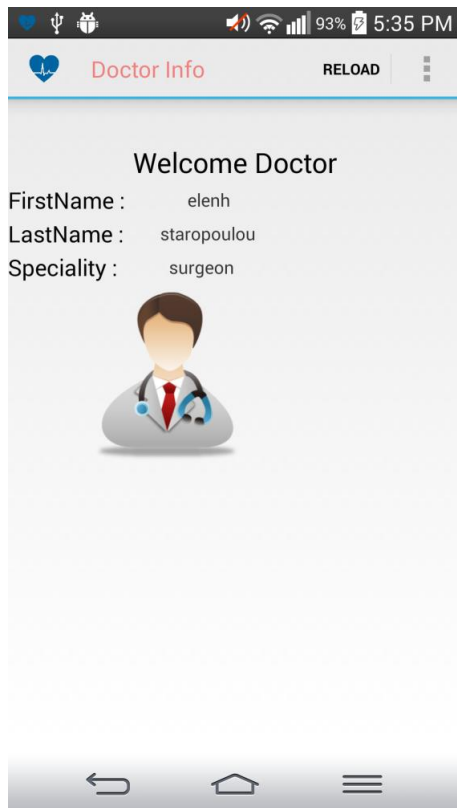 93% 5:35 PM
Doctor Info RELOAD
Welcome Doctor
FirstName : elenh
LastName : staropoulou
Speciality : surgeon